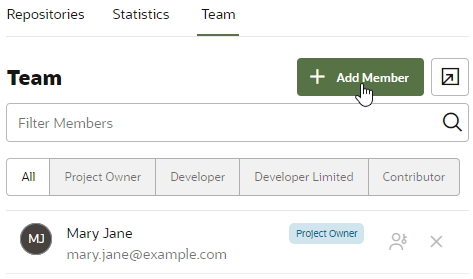 Repositories Statistics Team
Team
Add Member
Filter Members
All Project Owner Developer Developer Limited Contributor
MJ
Mary Jane
Project Owner
mary.jane@example.com